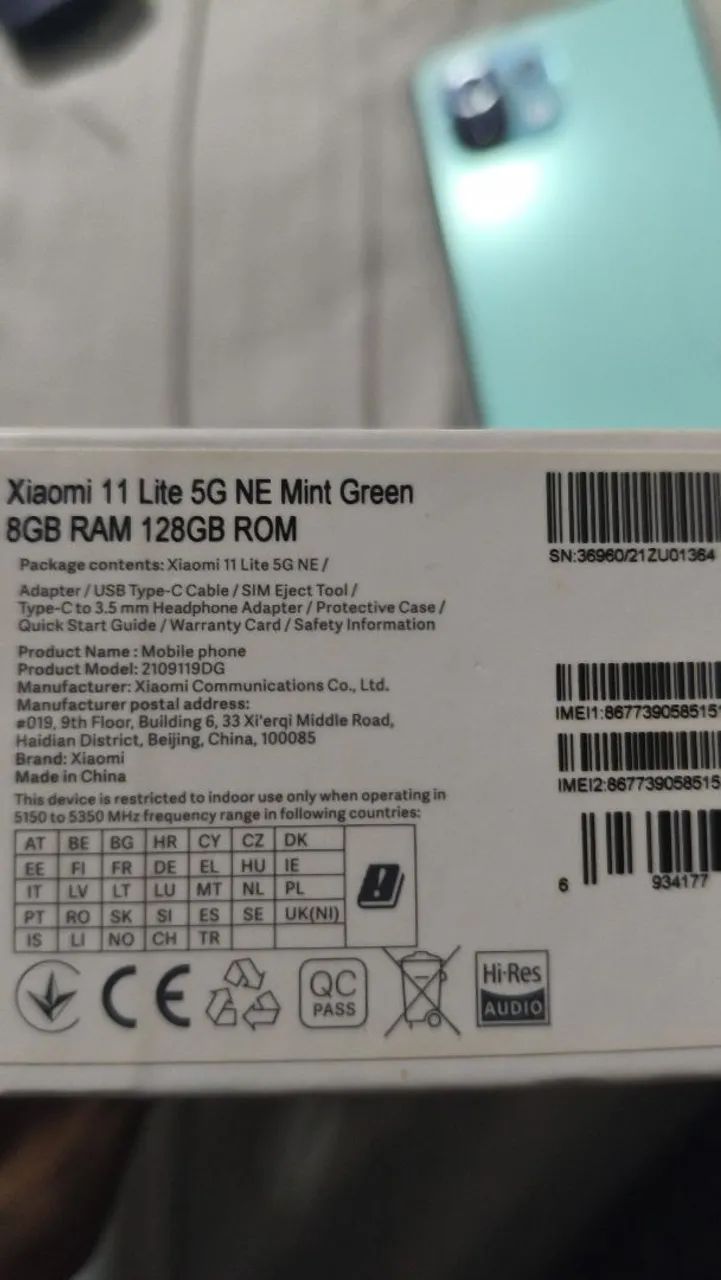 Xiaomi 11 Lite 5G NE Mint Green
8GB RAM 128GB ROM
Package contents: Xiaomi 11 Lite 5G NE /
Adapter / USB Type-C Cable / SIM Eject Tool /
Type-C to 3.5 mm Headphone Adapter / Protective Case /
Quick Start Guide / Warranty Card / Safety Information
Product Name : Mobile phone
Product Model: 2109119DG
Manufacturer: Xiaomi Communications Co., Ltd.
Manufacturer postal address:
#019, 9th Floor, Building 6, 33 Xi'erqi Middle Road,
Haidian District, Beijing, China, 100085
Brand: Xiaomi
Made in China
This device is restricted to indoor use only when operating in
5150 to 5350 MHz frequency range in following countries:
AT BE BG HR CY CZ DK
EE FI FR DE EL HU IE
IT LV LT LU MT NL PL
PT RO SK SI ES SE UK(NI)
IS LI NO CH TR
CE
QC
PASS
Hi-Res
AUDIO
SN:36960/21ZU01364
IMEI1:8677390585151
IMEI2:867739058515
6 934177